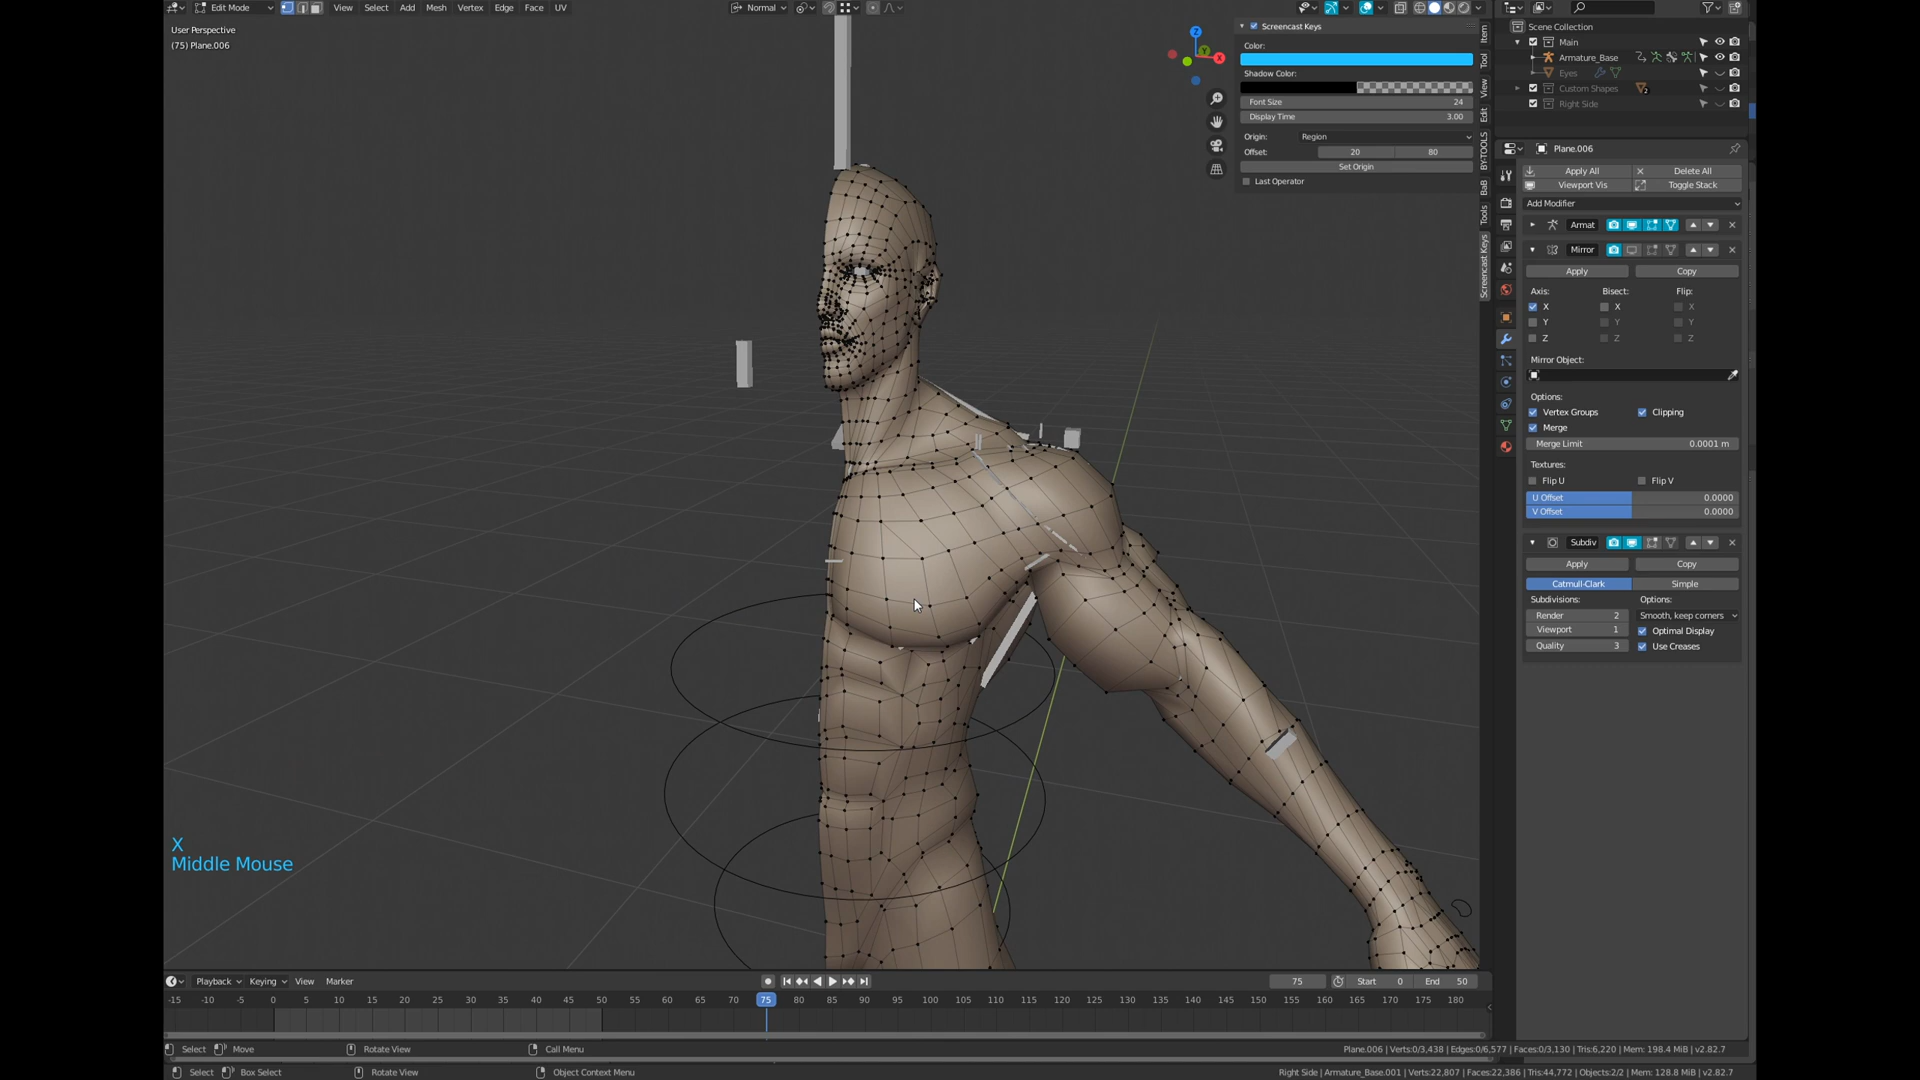 Edit Mode View Select Add Mesh Vertex Edge Face UV Normal
User Perspective
(75) Plane.006
Screencast Keys
Color:
Shadow Color:
Font Size 24
Display Time 3.00
Origin: Region
Offset: 20 80
Set Origin
Last Operator
Item
Tool
View
Edit
BY-TOOLS
BaB
Tools
Screencast Keys
Scene Collection
Main
Armature_Base
Eyes
Custom Shapes 2
Right Side
Plane.006
Apply All Delete All
Viewport Vis Toggle Stack
Add Modifier
Armat
Mirror
Apply Copy
Axis: Bisect: Flip:
X X X
Y Y Y
Z Z Z
Mirror Object:
Options:
Vertex Groups Clipping
Merge
Merge Limit 0.0001 m
Textures:
Flip U Flip V
U Offset 0.0000
V Offset 0.0000
Subdiv
Apply Copy
Catmull-Clark Simple
Subdivisions: Options:
Render 2 Smooth, keep corners
Viewport 1 Optimal Display
Quality 3 Use Creases
X
Middle Mouse
Playback Keying View Marker 75 Start 0 End 50
-15 -10 -5 0 5 10 15 20 25 30 35 40 45 50 55 60 65 70 75 80 85 90 95 100 105 110 115 120 125 130 135 140 145 150 155 160 165 170 175 180
Select Move Rotate View Call Menu Plane.006 | Verts:0/3,438 | Edges:0/6,577 | Faces:0/3,130 | Tris:6,220 | Mem: 198.4 MiB | v2.82.7
Select Box Select Rotate View Object Context Menu Right Side | Armature_Base.001 | Verts:22,807 | Faces:22,386 | Tris:44,772 | Objects:2/2 | Mem: 128.8 MiB | v2.82.7